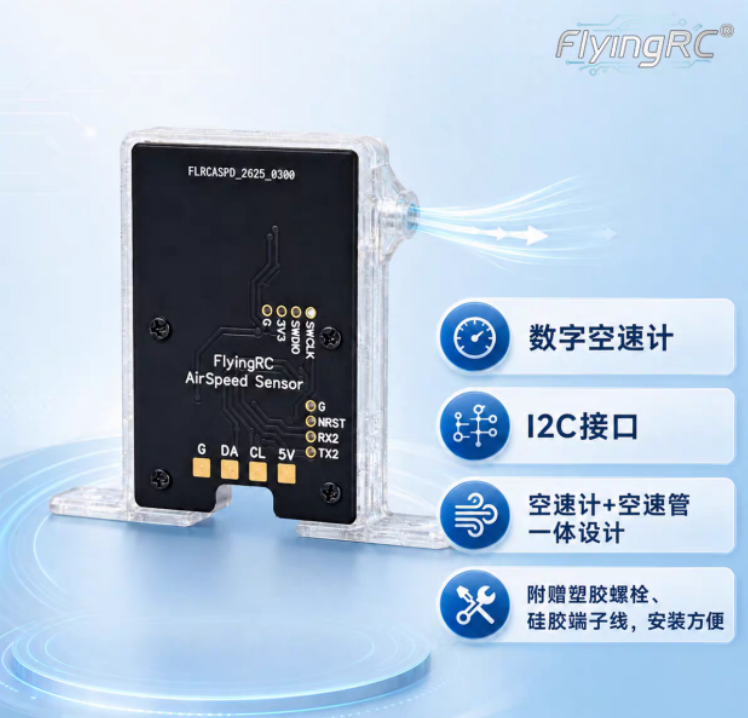 FlyingRC®
FLRCASPD_2625_0300
G
3V3
SWDIO
SWCLK
FlyingRC
AirSpeed Sensor
G
NRST
RX2
TX2
G DA CL 5V
数字空速计
I2C接口
空速计+空速管
一体设计
附赠塑胶螺栓、
硅胶端子线，安装方便